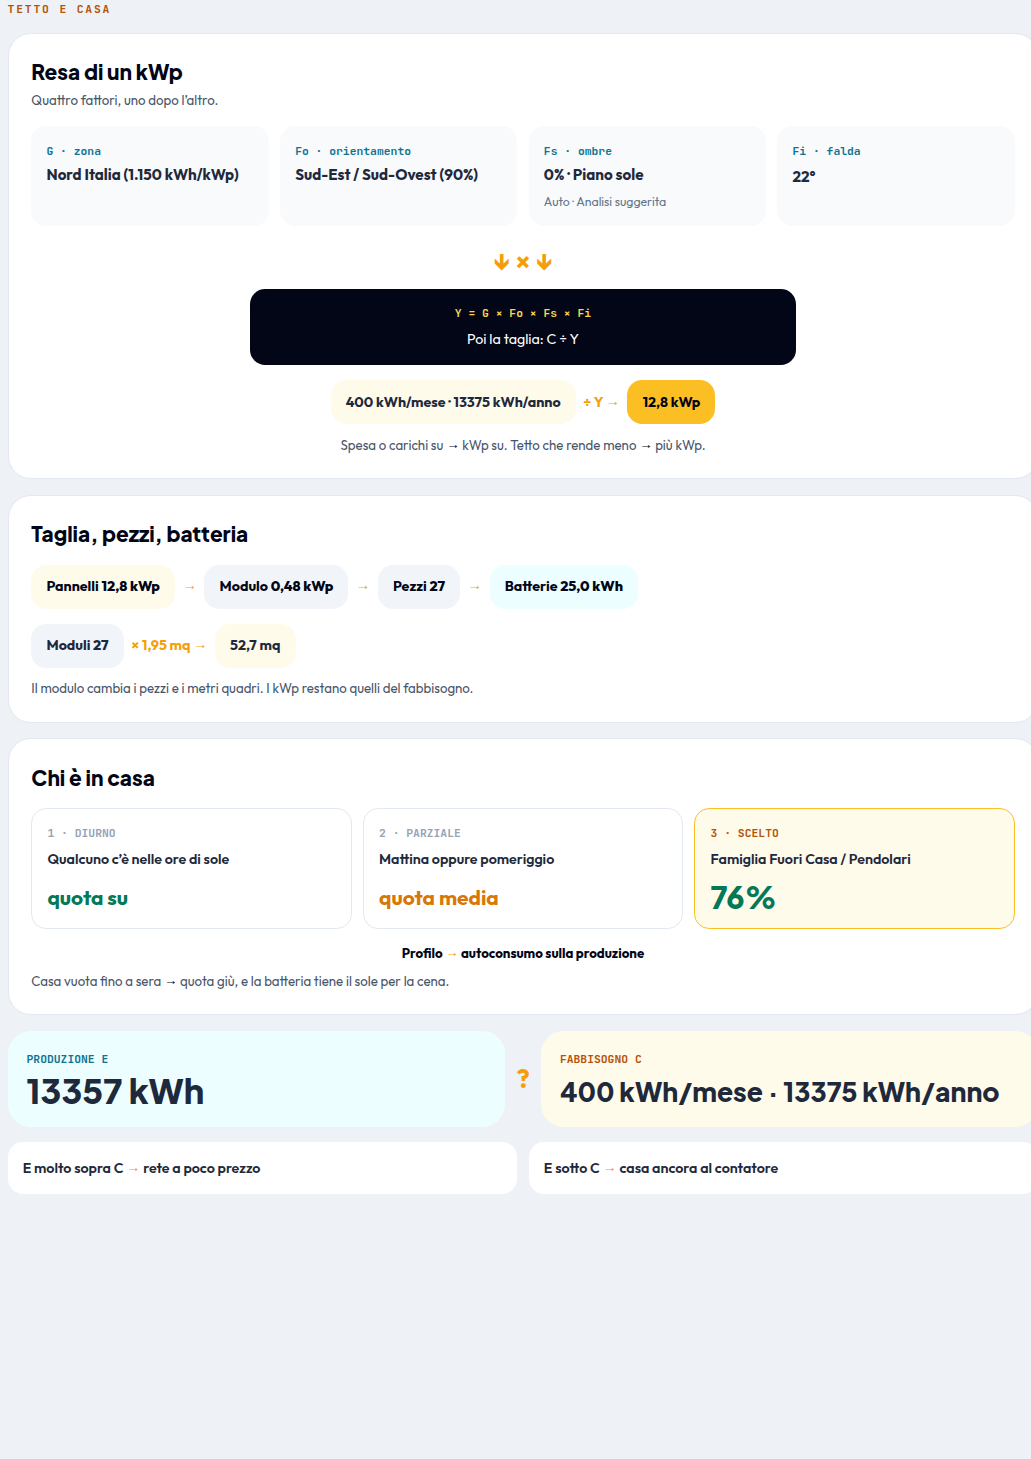 TETTO E CASA
Resa di un kWp
Quattro fattori, uno dopo l'altro.
G · zona
Nord Italia (1.150 kWh/kWp)
Fo · orientamento
Sud-Est / Sud-Ovest (90%)
Fs · ombre
0% · Piano sole
Auto · Analisi suggerita
Fi · falda
22°
↓ × ↓
Y = G × Fo × Fs × Fi
Poi la taglia: C ÷ Y
400 kWh/mese · 13375 kWh/anno ÷ Y → 12,8 kWp
Spesa o carichi su → kWp su. Tetto che rende meno → più kWp.
Taglia, pezzi, batteria
Pannelli 12,8 kWp → Modulo 0,48 kWp → Pezzi 27 → Batterie 25,0 kWh
Moduli 27 × 1,95 mq → 52,7 mq
Il modulo cambia i pezzi e i metri quadri. I kWp restano quelli del fabbisogno.
Chi è in casa
1 · DIURNO
Qualcuno c'è nelle ore di sole
quota su
2 · PARZIALE
Mattina oppure pomeriggio
quota media
3 · SCELTO
Famiglia Fuori Casa / Pendolari
76%
Profilo → autoconsumo sulla produzione
Casa vuota fino a sera → quota giù, e la batteria tiene il sole per la cena.
PRODUZIONE E
13357 kWh
?
FABBISOGNO C
400 kWh/mese · 13375 kWh/anno
E molto sopra C → rete a poco prezzo
E sotto C → casa ancora al contatore